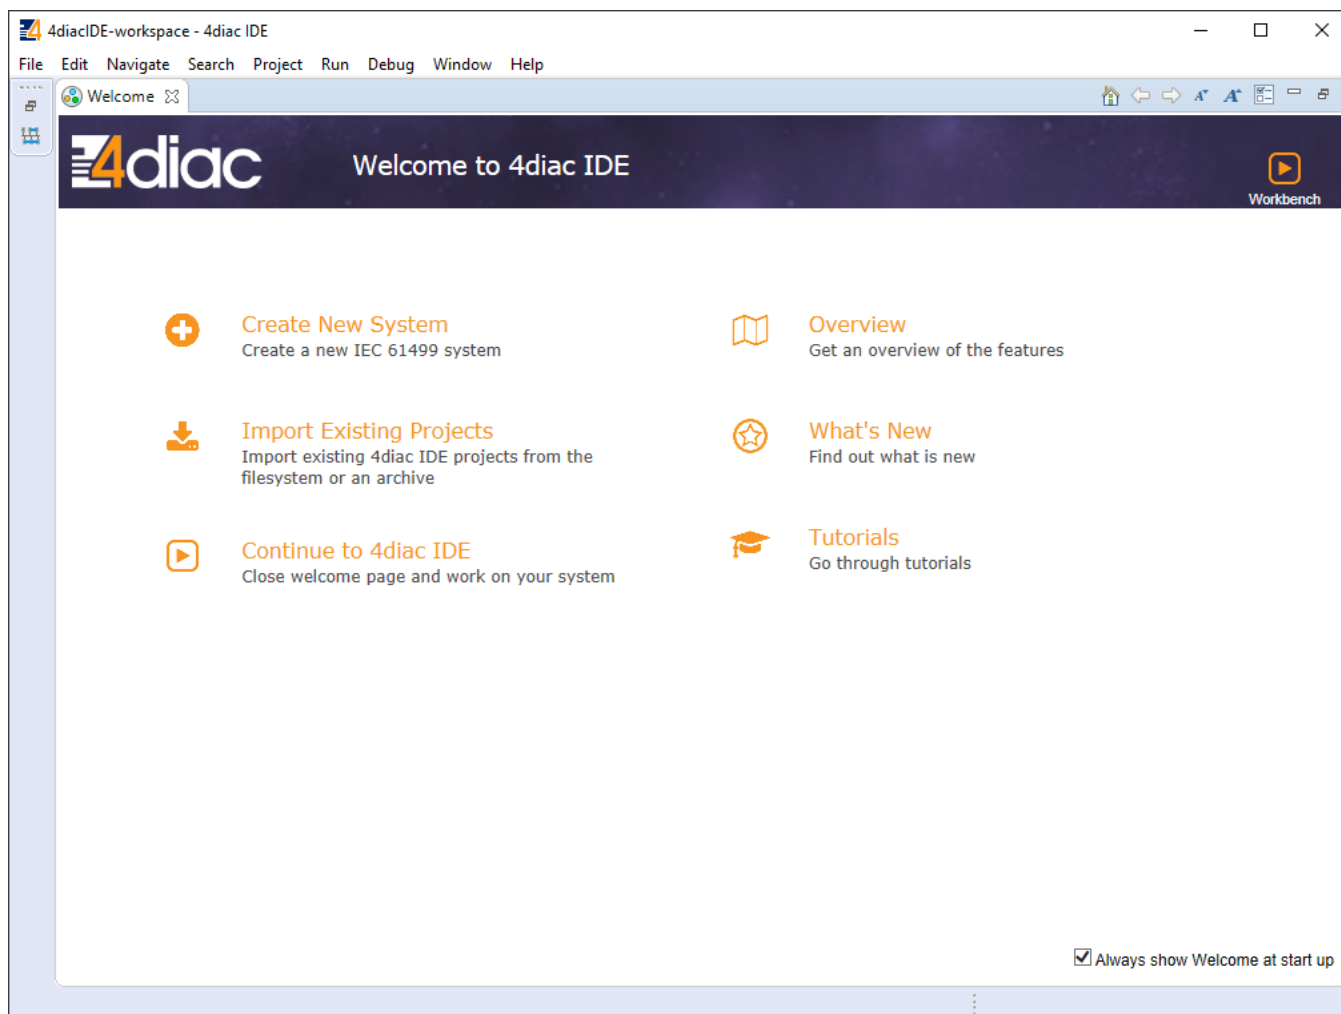 4diacIDE-workspace - 4diac IDE
File Edit Navigate Search Project Run Debug Window Help
Welcome
4diac
Welcome to 4diac IDE
Workbench
Create New System
Create a new IEC 61499 system
Import Existing Projects
Import existing 4diac IDE projects from the
filesystem or an archive
Continue to 4diac IDE
Close welcome page and work on your system
Overview
Get an overview of the features
What's New
Find out what is new
Tutorials
Go through tutorials
Always show Welcome at start up